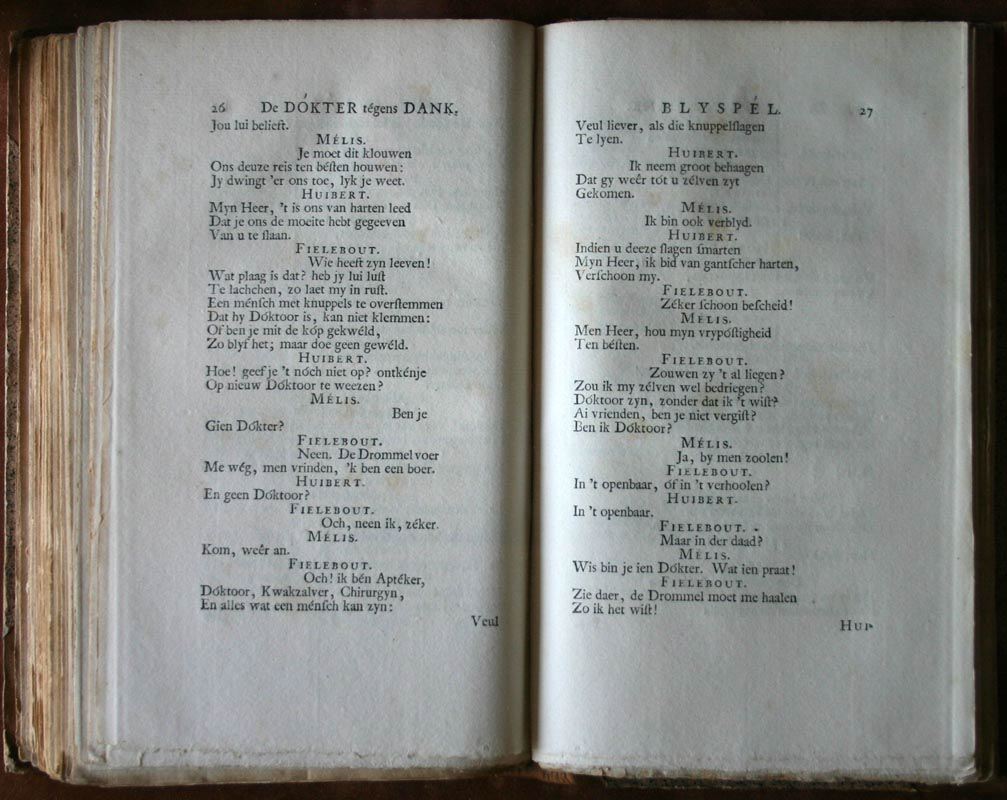 26 De DÓKTER tégens DANK.
Jou lui belieft.
MÉLIS.
Je moet dit klouwen
Ons deuze reis ten béſten houwen:
Jy dwingt 'er ons toe, lyk je weet.
HUIBERT.
Myn Heer, 't is ons van harten leed
Dat je ons de moeite hebt gegeeven
Van u te ſlaan.
FIELEBOUT.
Wie heeft zyn leeven!
Wat plaag is dat? heb jy lui luſt
Te lachchen, zo laet my in ruſt.
Een ménſch met knuppels te overſtemmen
Dat hy Dóktoor is, kan niet klemmen:
Of ben je mit de kóp gekwéld,
Zo blyf het; maar doe geen gewéld.
HUIBERT.
Hoe! geef je 't nóch niet op? ontkénje
Op nieuw Dóktoor te weezen?
MÉLIS.
Ben je
Gien Dókter?
FIELEBOUT.
Neen. De Drommel voer
Me wég, men vrinden, 'k ben een boer.
HUIBERT.
En geen Dóktoor?
FIELEBOUT.
Och, neen ik, zéker.
MÉLIS.
Kom, weêr an.
FIELEBOUT.
Och! ik bén Aptéker,
Dóktoor, Kwakzalver, Chirurgyn,
En alles wat een ménſch kan zyn:
Veul
BLYSPÉL. 27
Veul liever, als die knuppelſlagen
Te lyen.
HUIBERT.
Ik neem groot behaagen
Dat gy weêr tót u zélven zyt
Gekomen.
MÉLIS.
Ik bin ook verblyd.
HUIBERT.
Indien u deeze ſlagen ſmarten
Myn Heer, ik bid van gantſcher harten,
Verſchoon my.
FIELEBOUT.
Zéker ſchoon beſcheid!
MÉLIS.
Men Heer, hou myn vrypóſtigheid
Ten béſten.
FIELEBOUT.
Zouwen zy 't al liegen?
Zou ik my zélven wel bedriegen?
Dóktoor zyn, zonder dat ik 't wiſt?
Ai vrienden, ben je niet vergiſt?
Ben ik Dóktoor?
MÉLIS.
Ja, by men zoolen!
FIELEBOUT.
In 't openbaar, óf in 't verhoolen?
HUIBERT.
In 't openbaar.
FIELEBOUT.
Maar in der daad?
MÉLIS.
Wis bin je ien Dókter. Wat ien praat!
FIELEBOUT.
Zie daer, de Drommel moet me haalen
Zo ik het wiſt!
HUI-